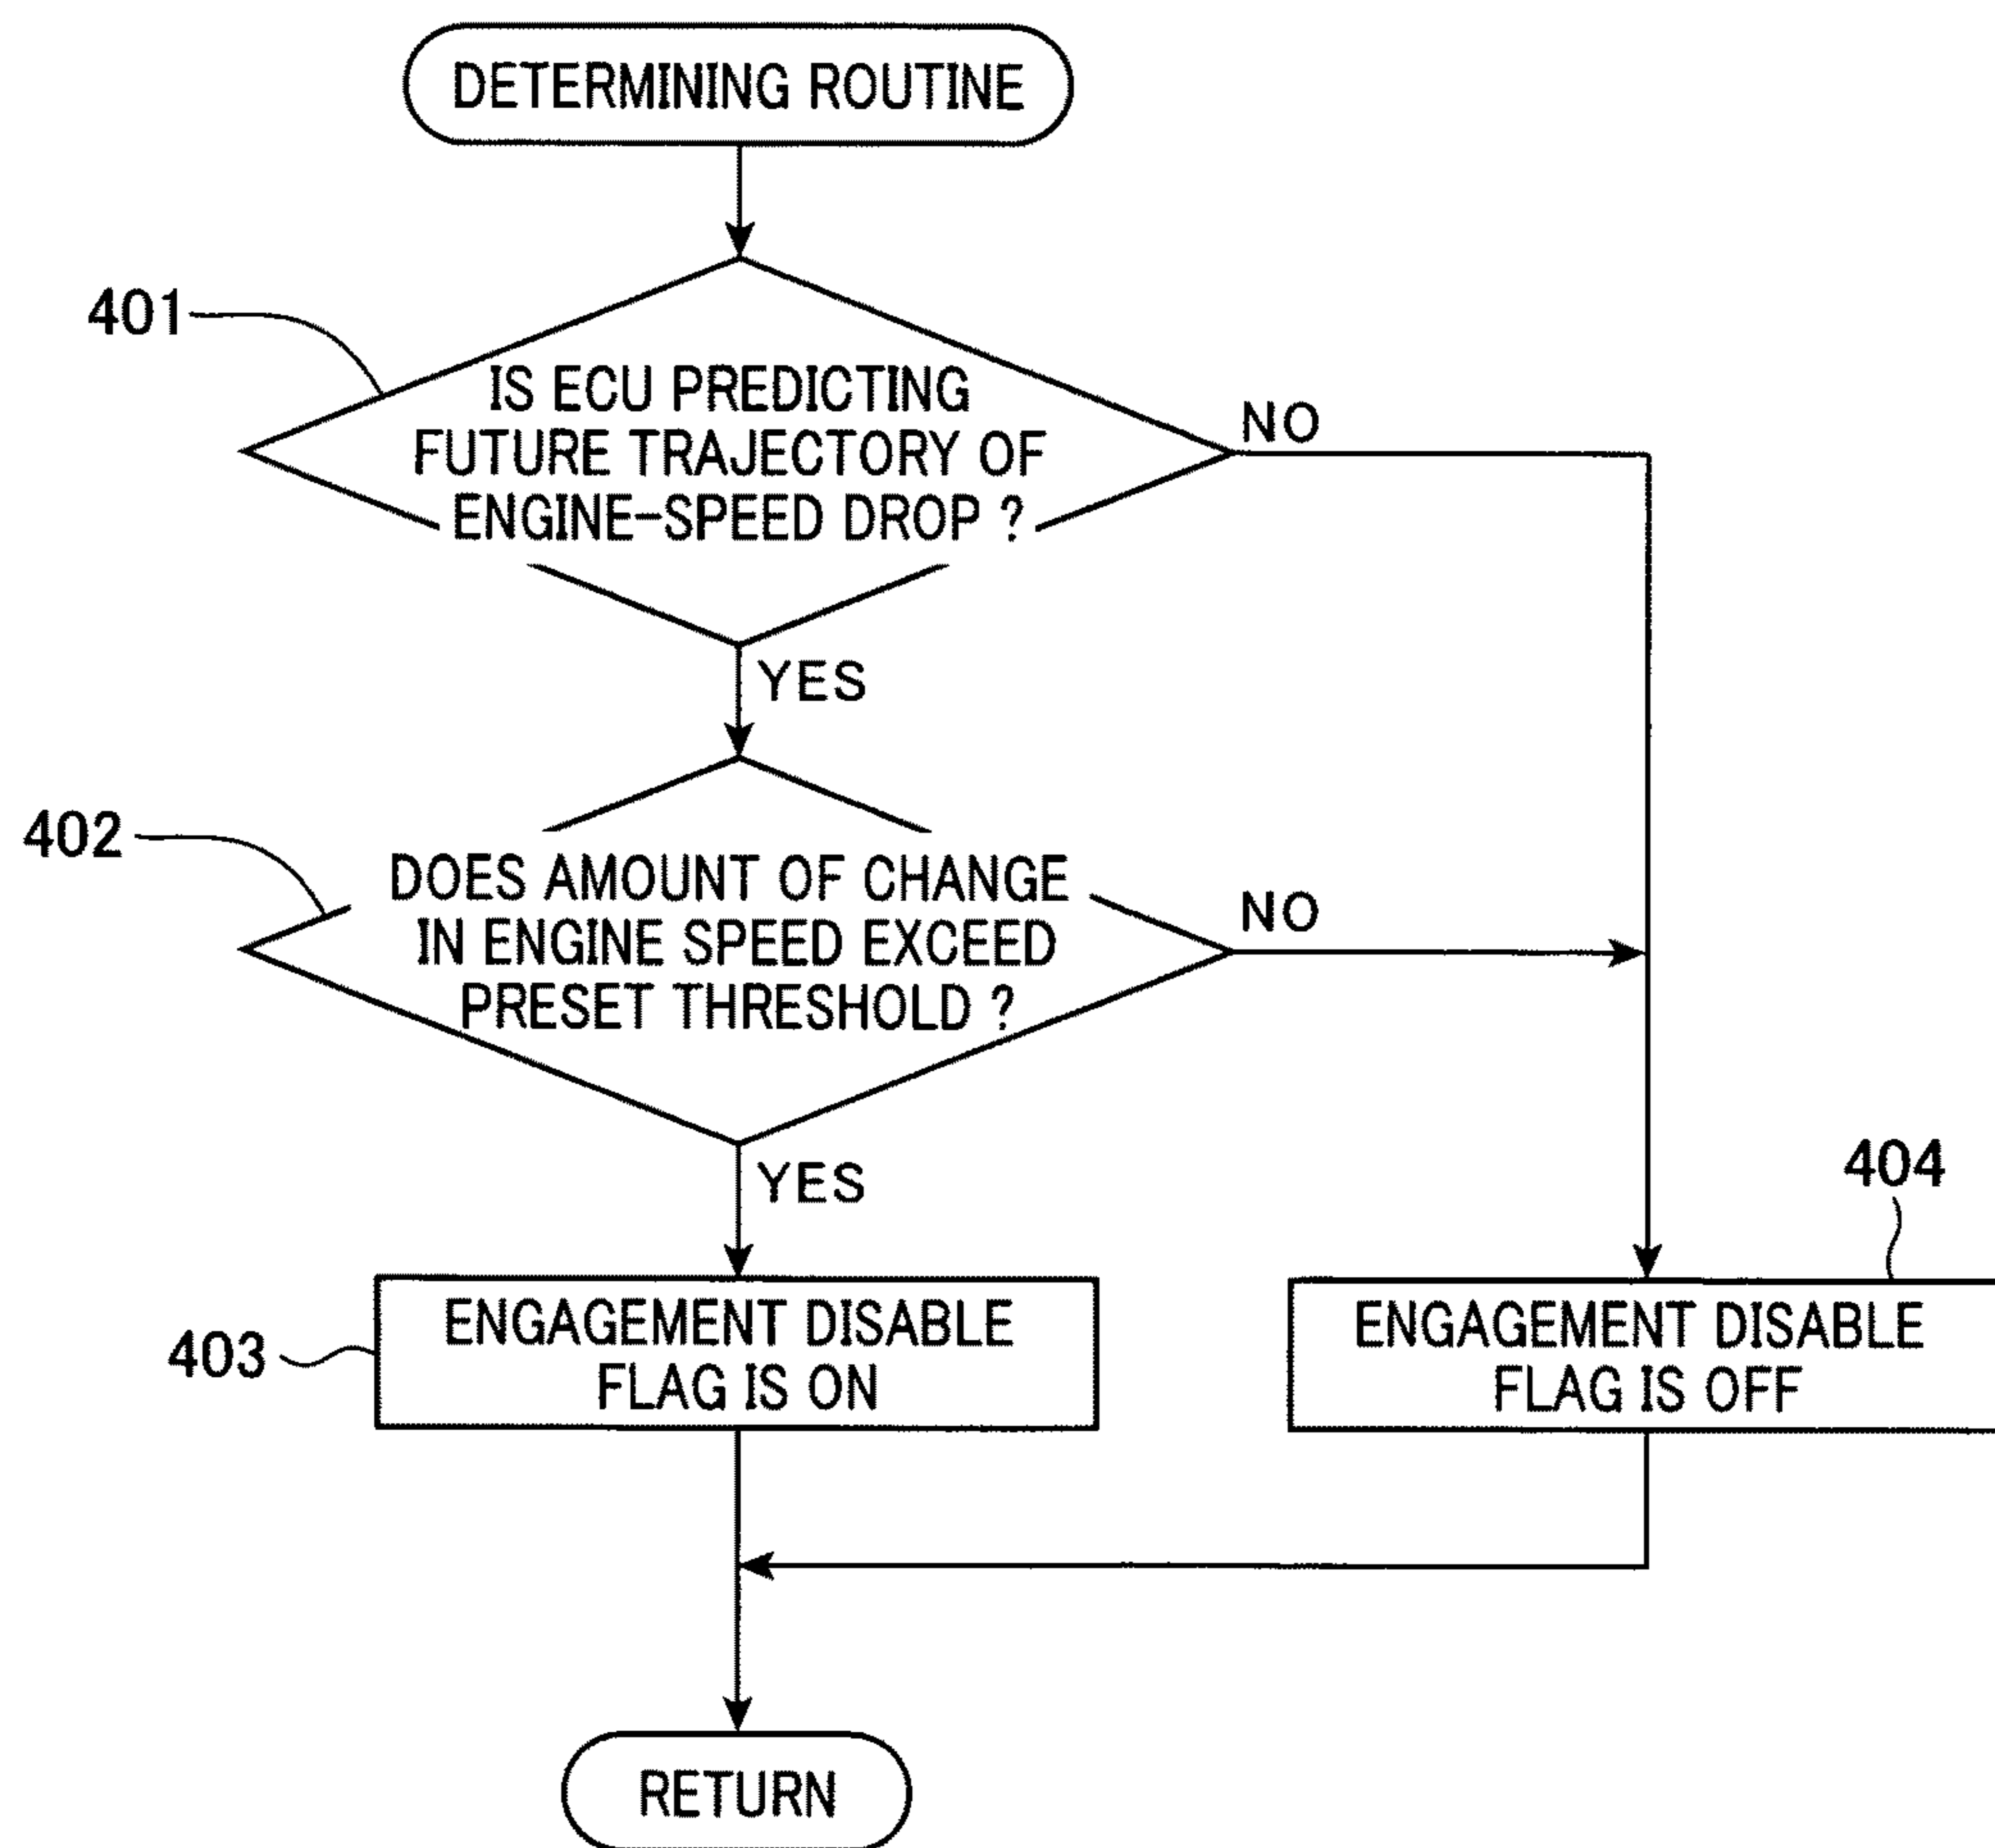 DETERMINING ROUTINE
401
IS ECU PREDICTING
FUTURE TRAJECTORY OF
ENGINE-SPEED DROP ?
NO
YES
402
DOES AMOUNT OF CHANGE
IN ENGINE SPEED EXCEED
PRESET THRESHOLD ?
NO
YES
404
403
ENGAGEMENT DISABLE
FLAG IS ON
ENGAGEMENT DISABLE
FLAG IS OFF
RETURN